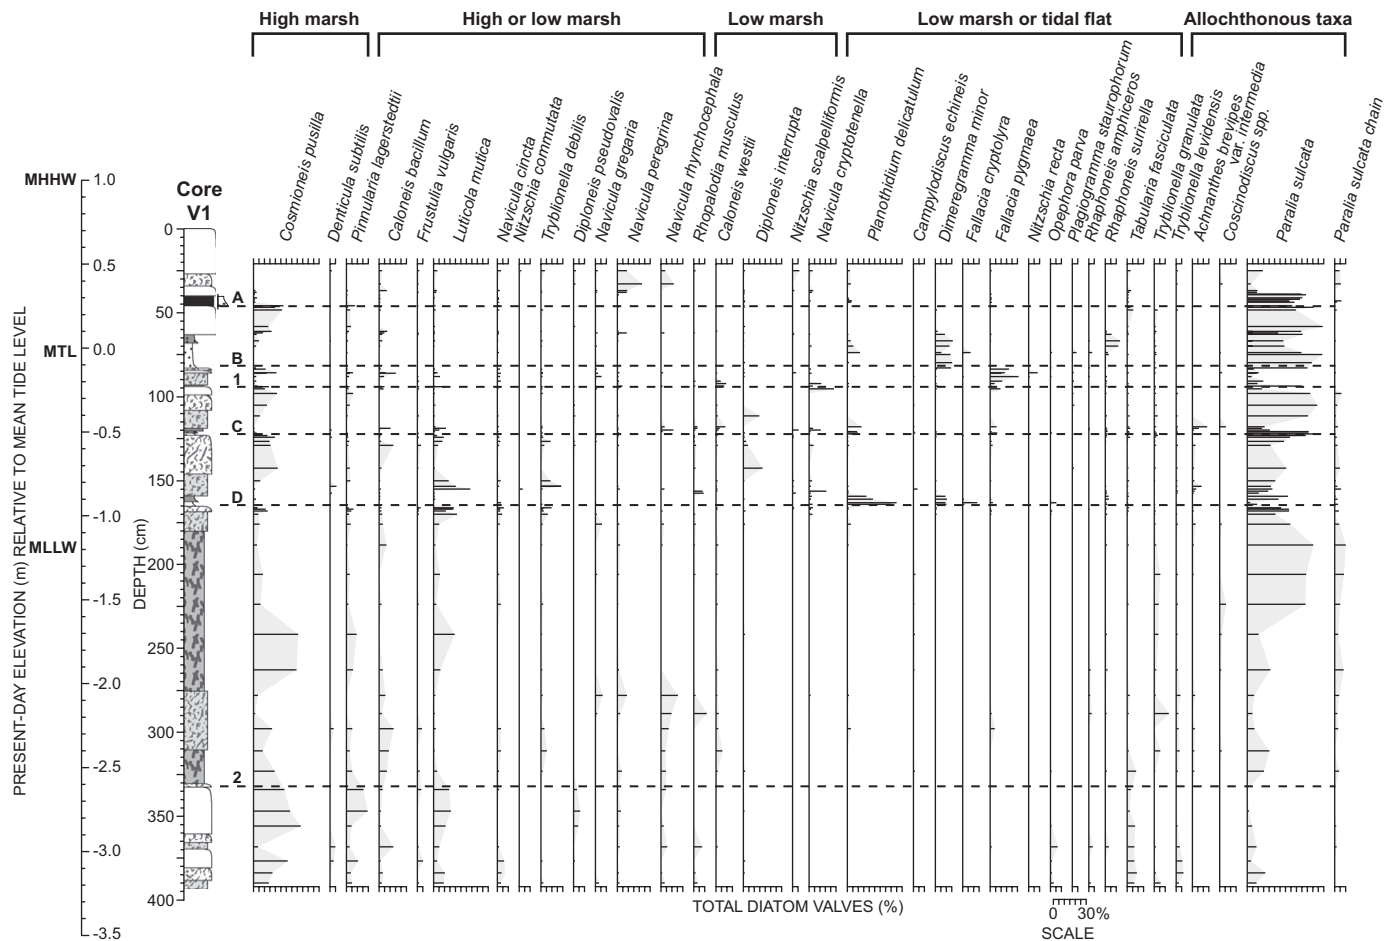 High marsh
High or low marsh
Low marsh
Low marsh or tidal flat
Allochthonous taxa
Cosmioneis pusilla
Denticula subtilis
Pinnularia lagerstedtii
Caloneis bacillum
Frustulia vulgaris
Luticola mutica
Navicula cincta
Nitzschia commutata
Tryblionella debilis
Diploneis pseudovalis
Navicula gregaria
Navicula peregrina
Navicula rhynchocephala
Rhopalodia musculus
Caloneis westii
Diploneis interrupta
Nitzschia scalpelliformis
Navicula cryptotenella
Planothidium delicatulum
Campylodiscus echineis
Dimeregramma minor
Fallacia cryptolyra
Fallacia pygmaea
Nitzschia recta
Opephora parva
Plagiogramma staurophorum
Rhaphoneis amphiceros
Rhaphoneis surirella
Tabularia fasciculata
Tryblionella granulata
Tryblionella levidensis
Achnanthes brevipes
var. intermedia
Coscinodiscus spp.
Paralia sulcata
Paralia sulcata chain
PRESENT-DAY ELEVATION (m) RELATIVE TO MEAN TIDE LEVEL
MHHW
MTL
MLLW
1.0
0.5
0.0
-0.5
-1.0
-1.5
-2.0
-2.5
-3.0
-3.5
Core
V1
DEPTH (cm)
0
50
100
150
200
250
300
350
400
A
B
1
C
D
2
TOTAL DIATOM VALVES (%)
0 30%
SCALE